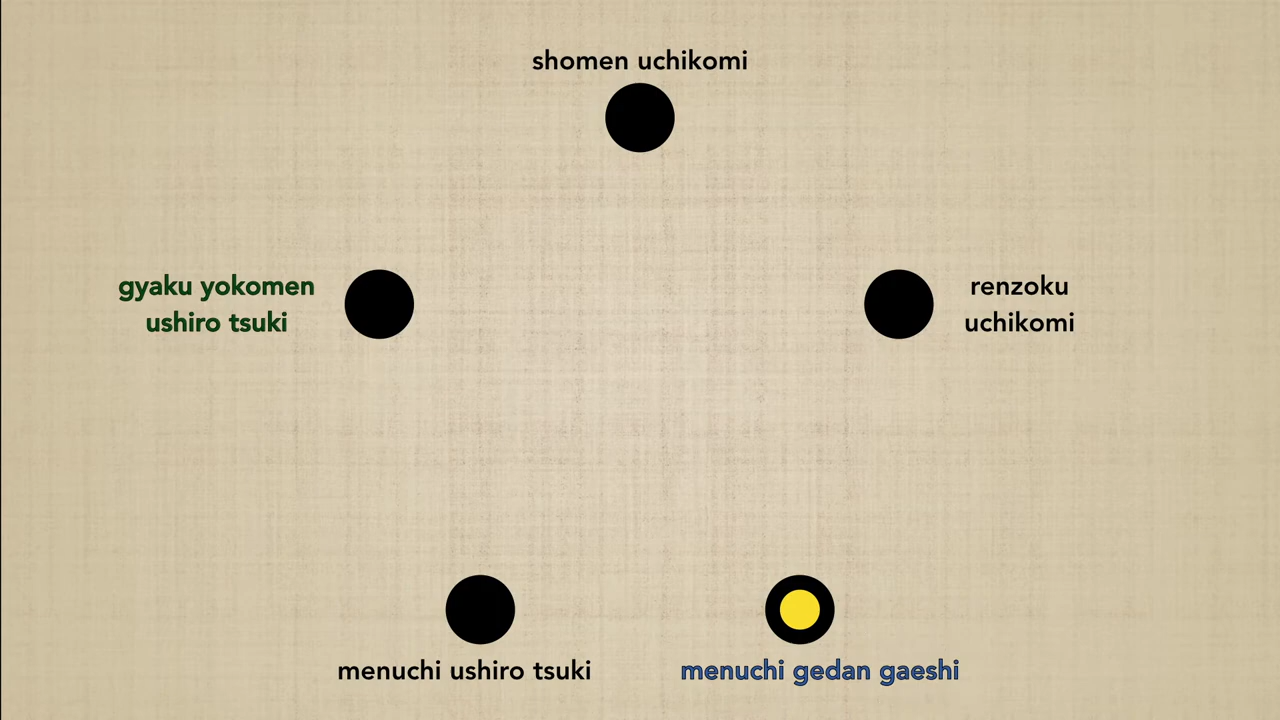 shomen uchikomi
gyaku yokomen
ushiro tsuki
renzoku
uchikomi
menuchi ushiro tsuki
menuchi gedan gaeshi